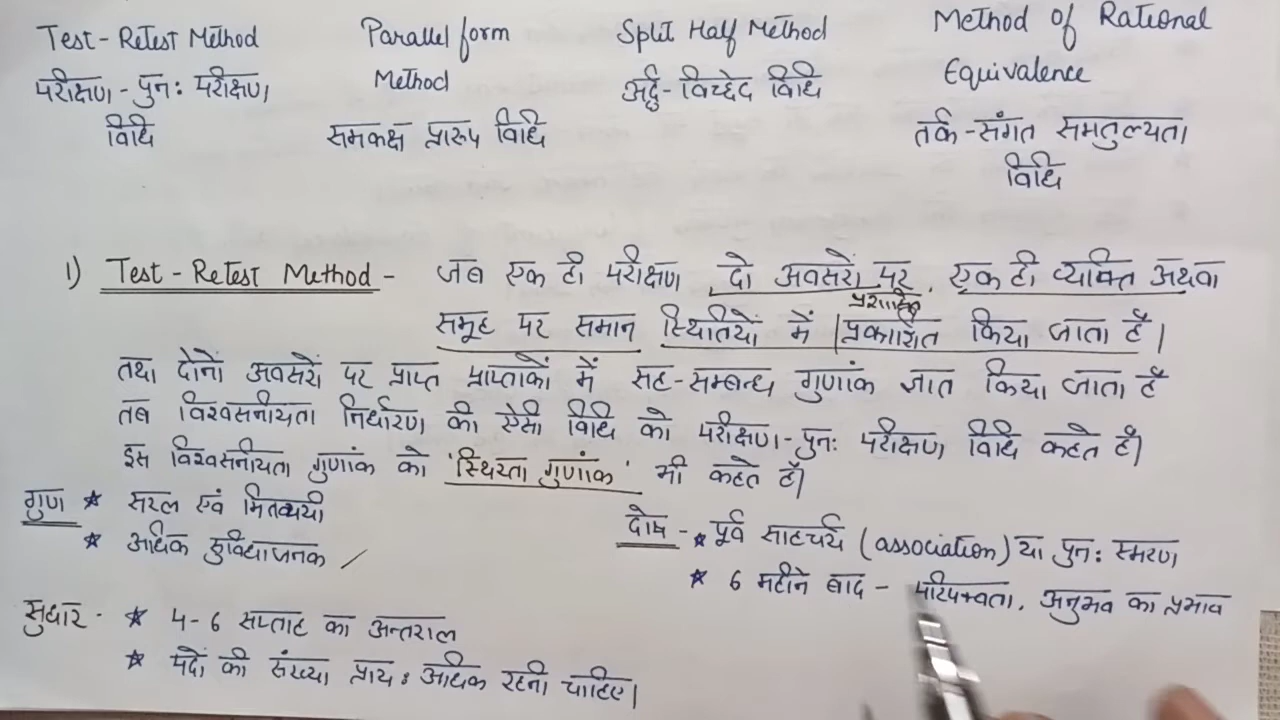 Test-Retest Method
परीक्षण-पुनः परीक्षण
विधि
Parallel form
Method
समकक्ष प्रारूप विधि
Split Half Method
अर्द्ध-विच्छेद विधि
Method of Rational
Equivalence
तर्क-संगत समतुल्यता
विधि
1) Test-Retest Method - जब एक ही परीक्षण दो अवसरों पर, एक ही व्यक्ति अथवा
प्रशासित
समूह पर समान स्थितियों में प्रकाशित किया जाता है।
तथा दोनों अवसरों पर प्राप्त प्राप्तांकों में सह-सम्बन्ध गुणांक ज्ञात किया जाता है
तब विश्वसनीयता निर्धारण की ऐसी विधि को परीक्षण-पुनः परीक्षण विधि कहते हैं।
इस विश्वसनीयता गुणांक को 'स्थिरता गुणांक' भी कहते हैं।
गुण * सरल एवं मितव्ययी
* अधिक सुविधाजनक
दोष - * पूर्व साहचर्य (association) या पुनः स्मरण
* 6 महीने बाद - परिपक्वता, अनुभव का प्रभाव
सुधार - * 4-6 सप्ताह का अन्तराल
* पदों की संख्या प्रायः अधिक रहनी चाहिए।